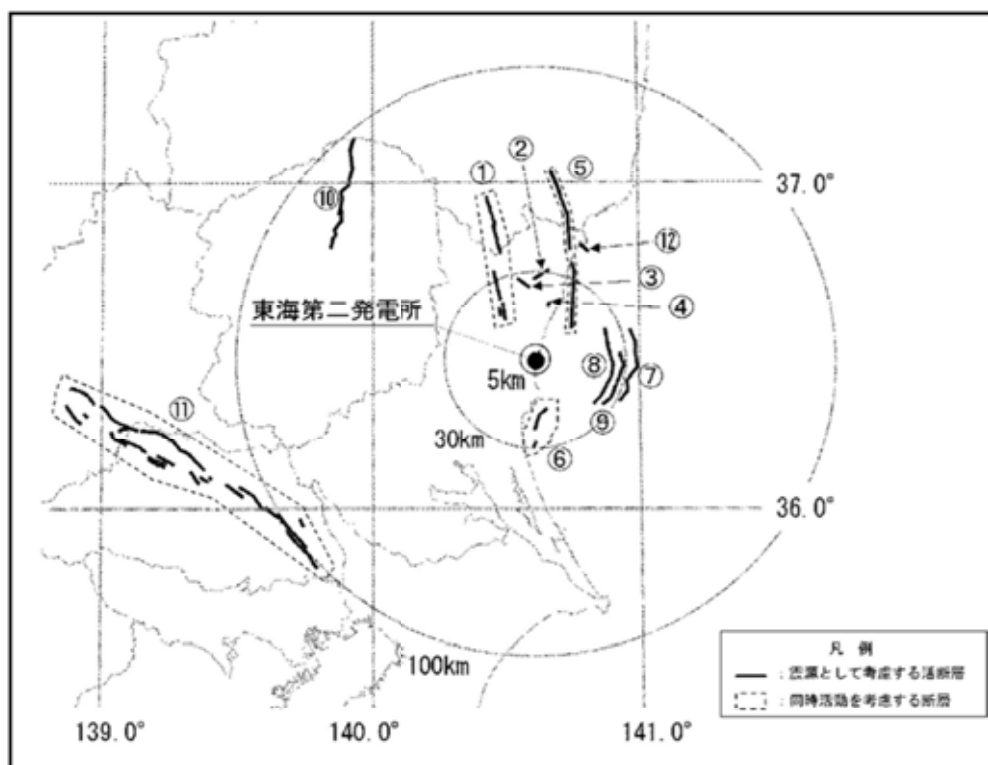 ②
①
⑤
37.0°
⑩
⑫
③
東海第二発電所
④
⑧
⑦
5km
⑪
⑨
30km
⑥
36.0°
凡 例
：震源として考慮する活断層
：同時活動を考慮する断層
100km
139.0°
140.0°
141.0°